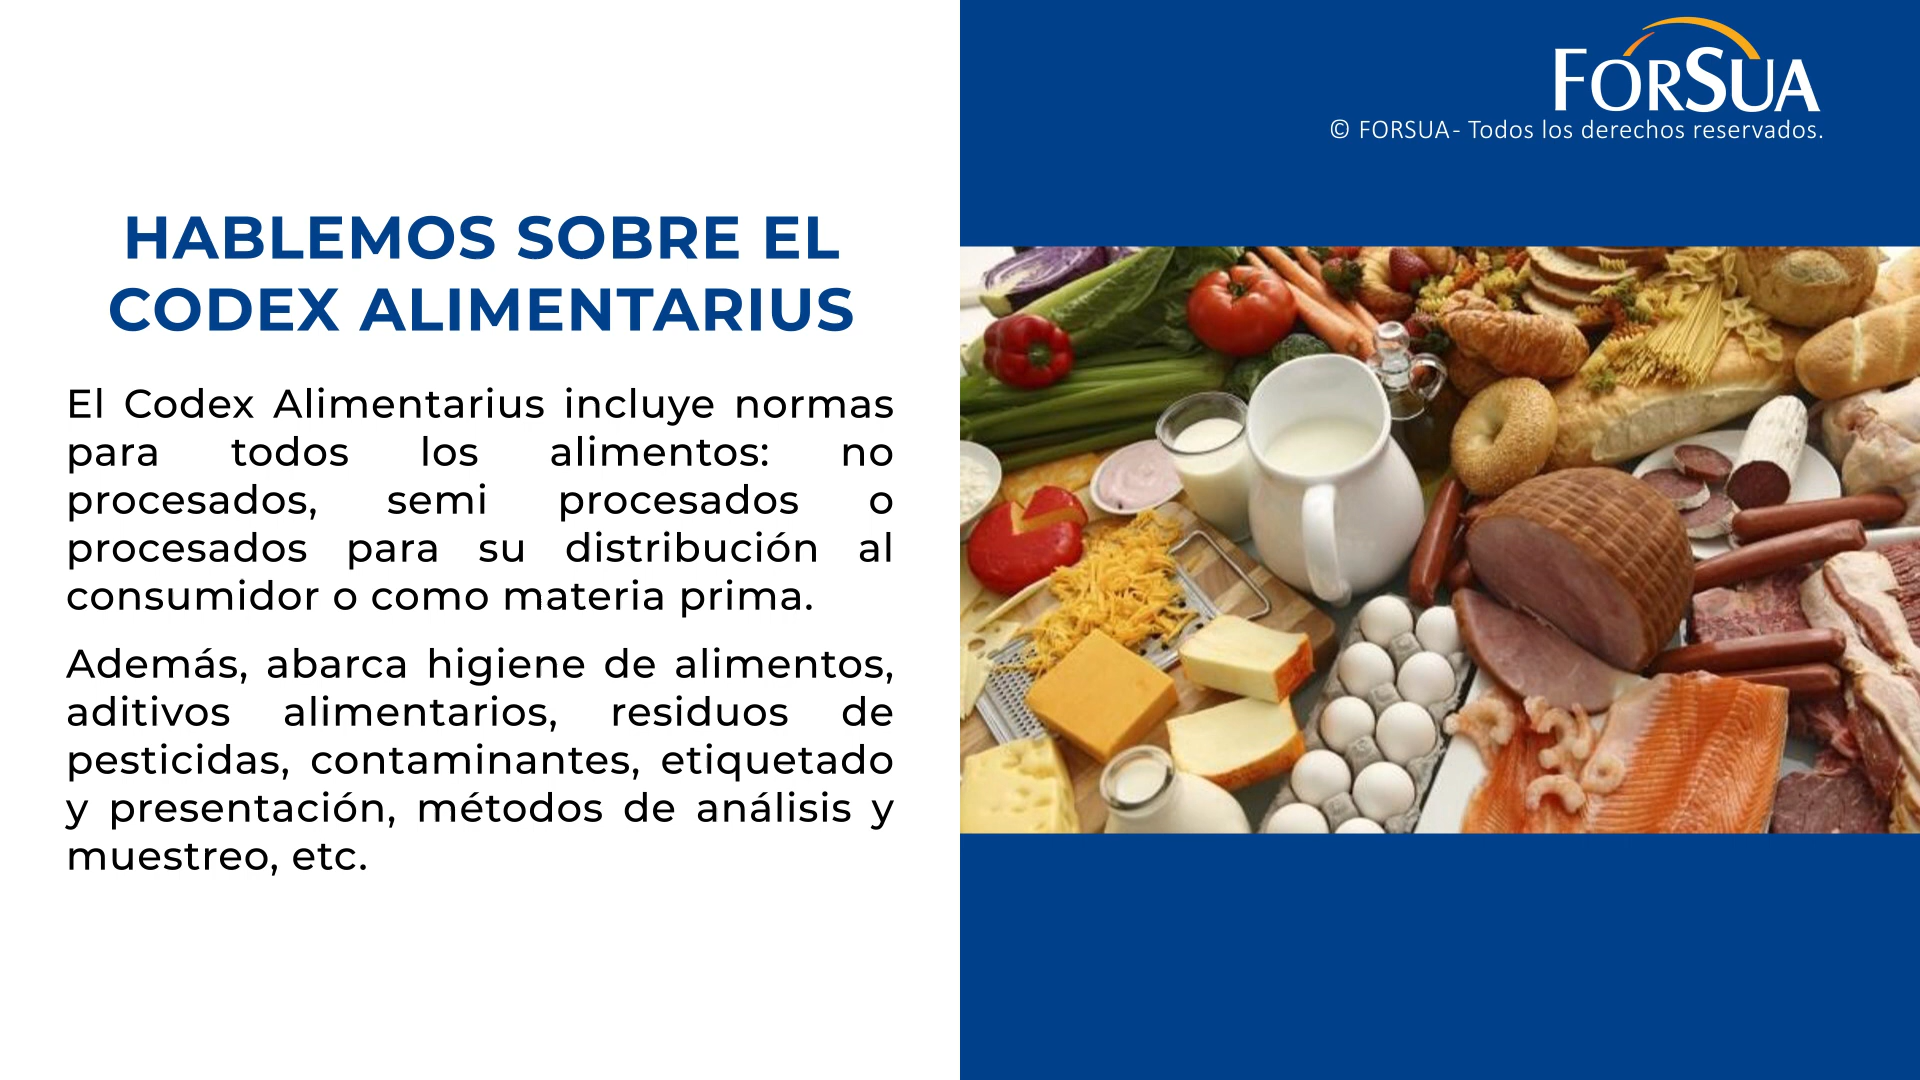 FORSUA
© FORSUA- Todos los derechos reservados.
HABLEMOS SOBRE EL
CODEX ALIMENTARIUS
El Codex Alimentarius incluye normas
para todos los alimentos: no
procesados, semi procesados o
procesados para su distribución al
consumidor o como materia prima.
Además, abarca higiene de alimentos,
aditivos alimentarios, residuos de
pesticidas, contaminantes, etiquetado
y presentación, métodos de análisis y
muestreo, etc.